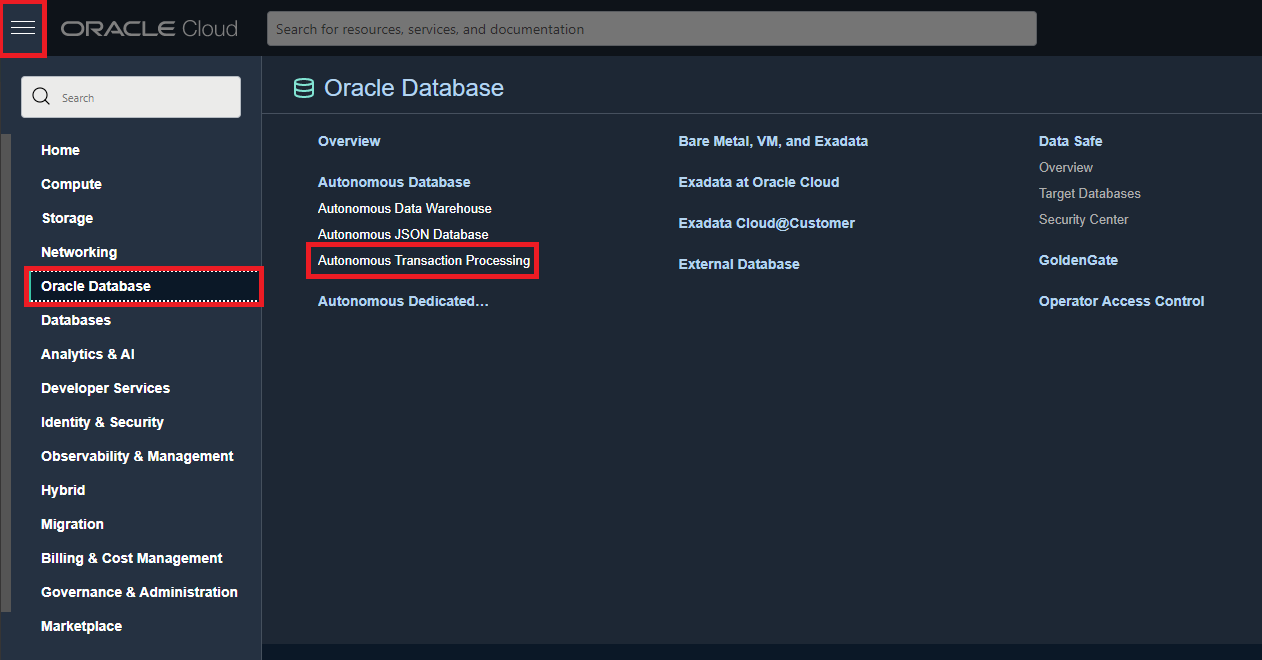 ORACLE Cloud
Search for resources, services, and documentation
Search
Home
Compute
Storage
Networking
Oracle Database
Databases
Analytics & AI
Developer Services
Identity & Security
Observability & Management
Hybrid
Migration
Billing & Cost Management
Governance & Administration
Marketplace
Oracle Database
Overview
Autonomous Database
Autonomous Data Warehouse
Autonomous JSON Database
Autonomous Transaction Processing
Autonomous Dedicated…
Bare Metal, VM, and Exadata
Exadata at Oracle Cloud
Exadata Cloud@Customer
External Database
Data Safe
Overview
Target Databases
Security Center
GoldenGate
Operator Access Control